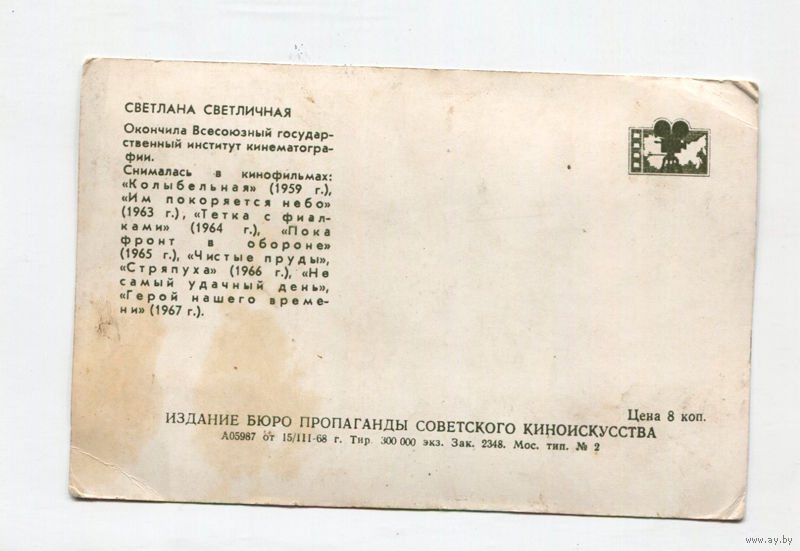 СВЕТЛАНА СВЕТЛИЧНАЯ
Окончила Всесоюзный государ-
ственный институт кинематогра-
фии.
Снималась в кинофильмах:
«Колыбельная» (1959 г.),
«Им покоряется небо»
(1963 г.), «Тетка с фиал-
ками» (1964 г.), «Пока
фронт в обороне»
(1965 г.), «Чистые пруды»,
«Стряпуха» (1966 г.), «Не
самый удачный день»,
«Герой нашего време-
ни» (1967 г.).
Цена 8 коп.
ИЗДАНИЕ БЮРО ПРОПАГАНДЫ СОВЕТСКОГО КИНОИСКУССТВА
А05987 от 15/III-68 г. Тир. 300 000 экз. Зак. 2348. Мос. тип. № 2
www.ay.by